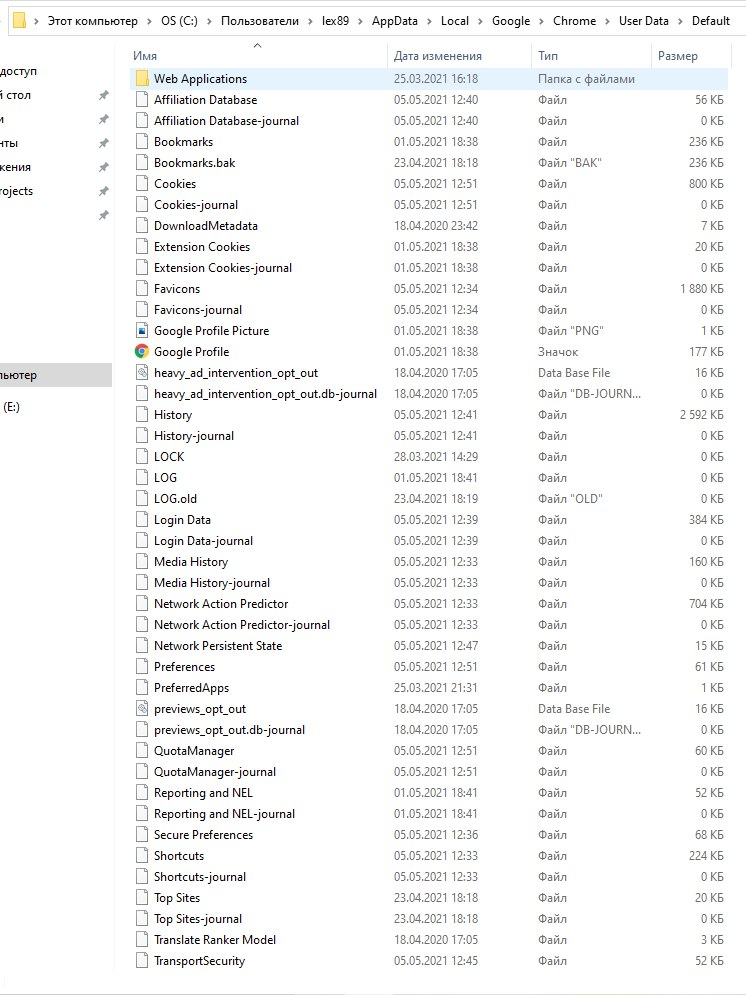 Этот компьютер > OS (C:) > Пользователи > lex89 > AppData > Local > Google > Chrome > User Data > Default
Имя Дата изменения Тип Размер
доступ
й стол
нты
жения
rojects
пьютер
(E:)
Web Applications 25.03.2021 16:18 Папка с файлами
Affiliation Database 05.05.2021 12:40 Файл 56 КБ
Affiliation Database-journal 05.05.2021 12:40 Файл 0 КБ
Bookmarks 01.05.2021 18:38 Файл 236 КБ
Bookmarks.bak 23.04.2021 18:18 Файл "BAK" 236 КБ
Cookies 05.05.2021 12:51 Файл 800 КБ
Cookies-journal 05.05.2021 12:51 Файл 0 КБ
DownloadMetadata 18.04.2020 23:42 Файл 7 КБ
Extension Cookies 01.05.2021 18:38 Файл 20 КБ
Extension Cookies-journal 01.05.2021 18:38 Файл 0 КБ
Favicons 05.05.2021 12:34 Файл 1 880 КБ
Favicons-journal 05.05.2021 12:34 Файл 0 КБ
Google Profile Picture 01.05.2021 18:38 Файл "PNG" 1 КБ
Google Profile 01.05.2021 18:38 Значок 177 КБ
heavy_ad_intervention_opt_out 18.04.2020 17:05 Data Base File 16 КБ
heavy_ad_intervention_opt_out.db-journal 18.04.2020 17:05 Файл "DB-JOURN... 0 КБ
History 05.05.2021 12:41 Файл 2 592 КБ
History-journal 05.05.2021 12:41 Файл 0 КБ
LOCK 28.03.2021 14:29 Файл 0 КБ
LOG 01.05.2021 18:41 Файл 0 КБ
LOG.old 23.04.2021 18:19 Файл "OLD" 0 КБ
Login Data 05.05.2021 12:39 Файл 384 КБ
Login Data-journal 05.05.2021 12:39 Файл 0 КБ
Media History 05.05.2021 12:33 Файл 160 КБ
Media History-journal 05.05.2021 12:33 Файл 0 КБ
Network Action Predictor 05.05.2021 12:33 Файл 704 КБ
Network Action Predictor-journal 05.05.2021 12:33 Файл 0 КБ
Network Persistent State 05.05.2021 12:47 Файл 15 КБ
Preferences 05.05.2021 12:51 Файл 61 КБ
PreferredApps 25.03.2021 21:31 Файл 1 КБ
previews_opt_out 18.04.2020 17:05 Data Base File 16 КБ
previews_opt_out.db-journal 18.04.2020 17:05 Файл "DB-JOURN... 0 КБ
QuotaManager 05.05.2021 12:51 Файл 60 КБ
QuotaManager-journal 05.05.2021 12:51 Файл 0 КБ
Reporting and NEL 01.05.2021 18:41 Файл 52 КБ
Reporting and NEL-journal 01.05.2021 18:41 Файл 0 КБ
Secure Preferences 05.05.2021 12:36 Файл 68 КБ
Shortcuts 05.05.2021 12:33 Файл 224 КБ
Shortcuts-journal 05.05.2021 12:33 Файл 0 КБ
Top Sites 23.04.2021 18:18 Файл 20 КБ
Top Sites-journal 23.04.2021 18:18 Файл 0 КБ
Translate Ranker Model 18.04.2020 17:05 Файл 3 КБ
TransportSecurity 05.05.2021 12:45 Файл 52 КБ